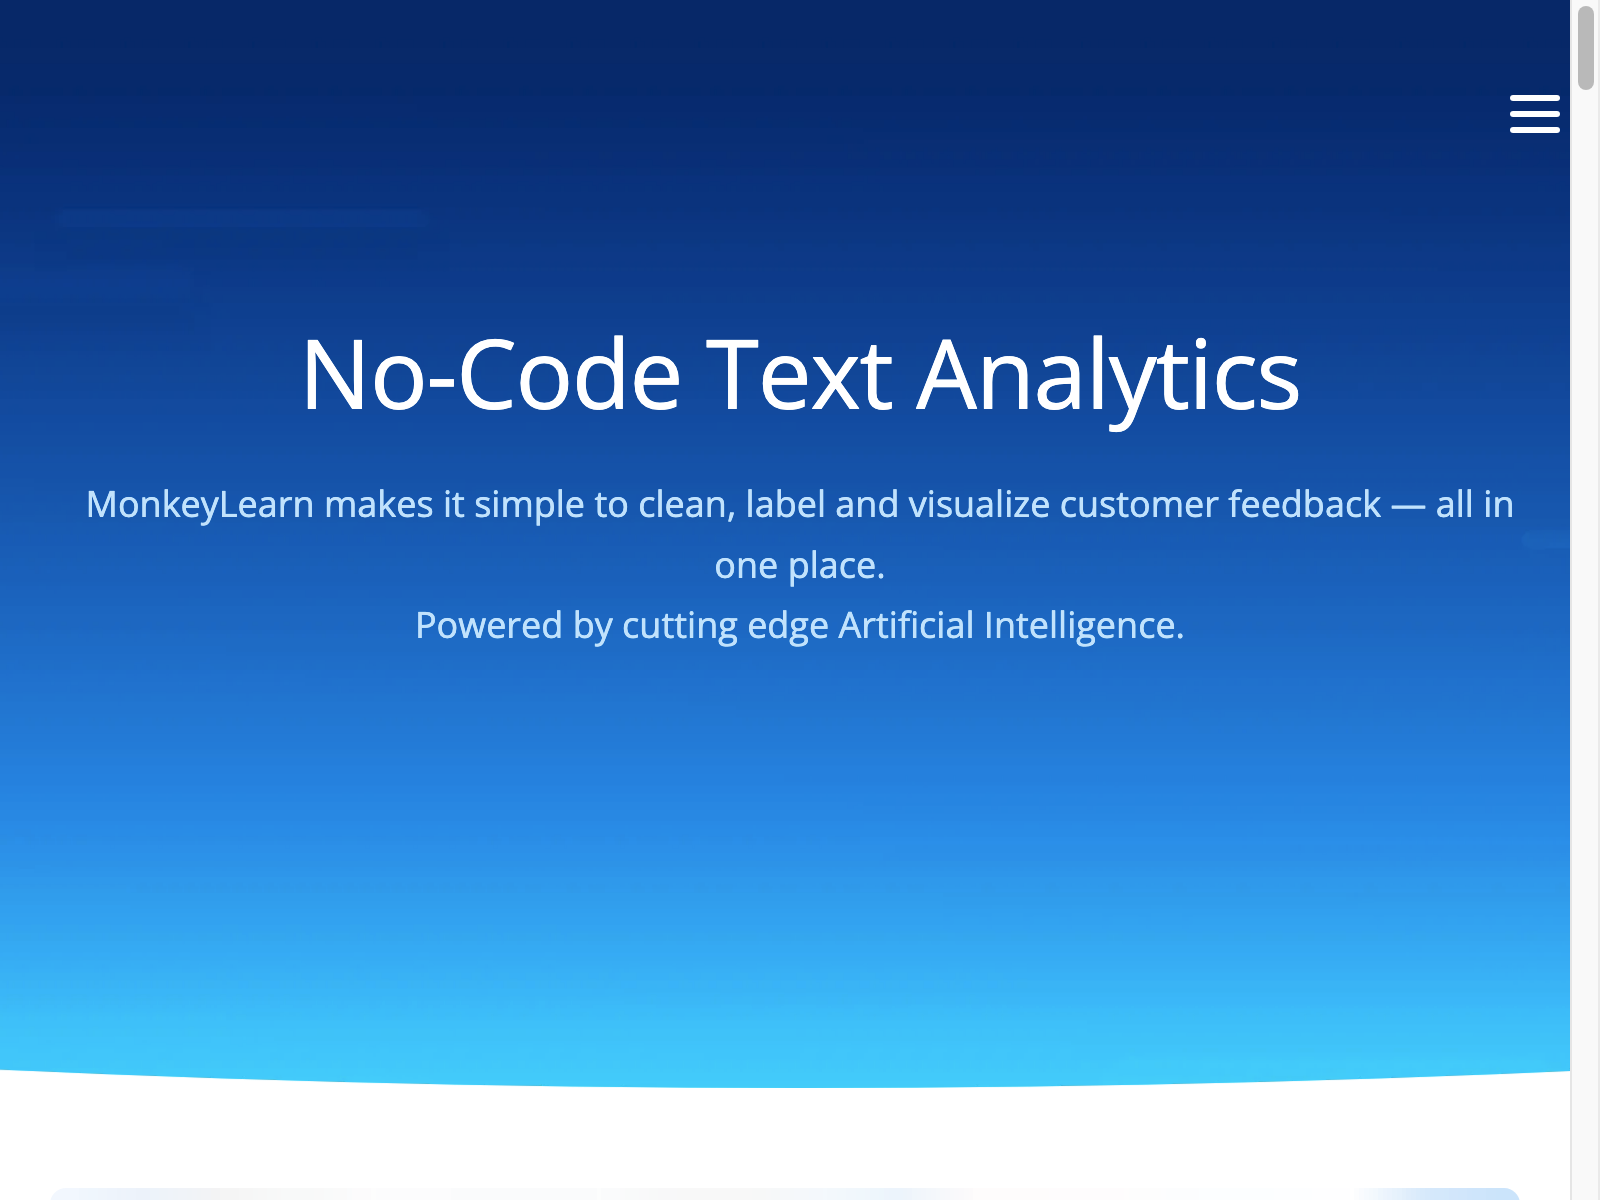 No-Code Text Analytics
MonkeyLearn makes it simple to clean, label and visualize customer feedback — all in
one place.
Powered by cutting edge Artificial Intelligence.